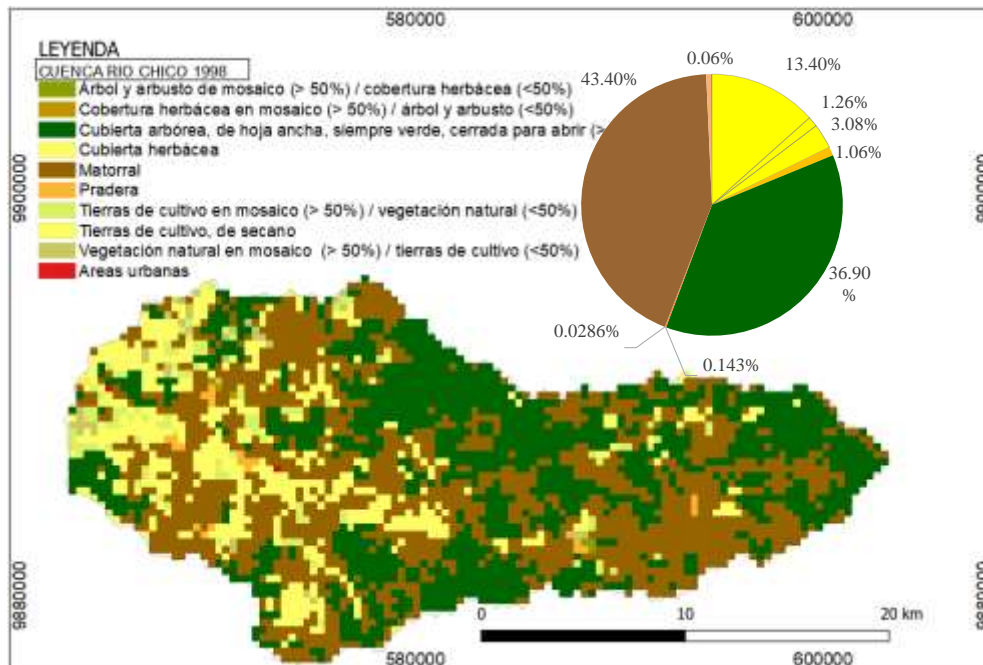 580000
600000
LEYENDA
CUENCA RIO CHICO 1998
Árbol y arbusto de mosaico (> 50%) / cobertura herbácea (<50%)
Cobertura herbácea en mosaico (> 50%) / árbol y arbusto (<50%)
Cubierta arbórea, de hoja ancha, siempre verde, cerrada para abrir (>
Cubierta herbácea
Matorral
Pradera
Tierras de cultivo en mosaico (> 50%) / vegetación natural (<50%)
Tierras de cultivo, de secano
Vegetación natural en mosaico (> 50%) / tierras de cultivo (<50%)
Areas urbanas
0.06%
43.40%
13.40%
1.26%
3.08%
1.06%
36.90
%
0.0286%
0.143%
9900000
9900000
9880000
9880000
0 10 20 km
580000
600000